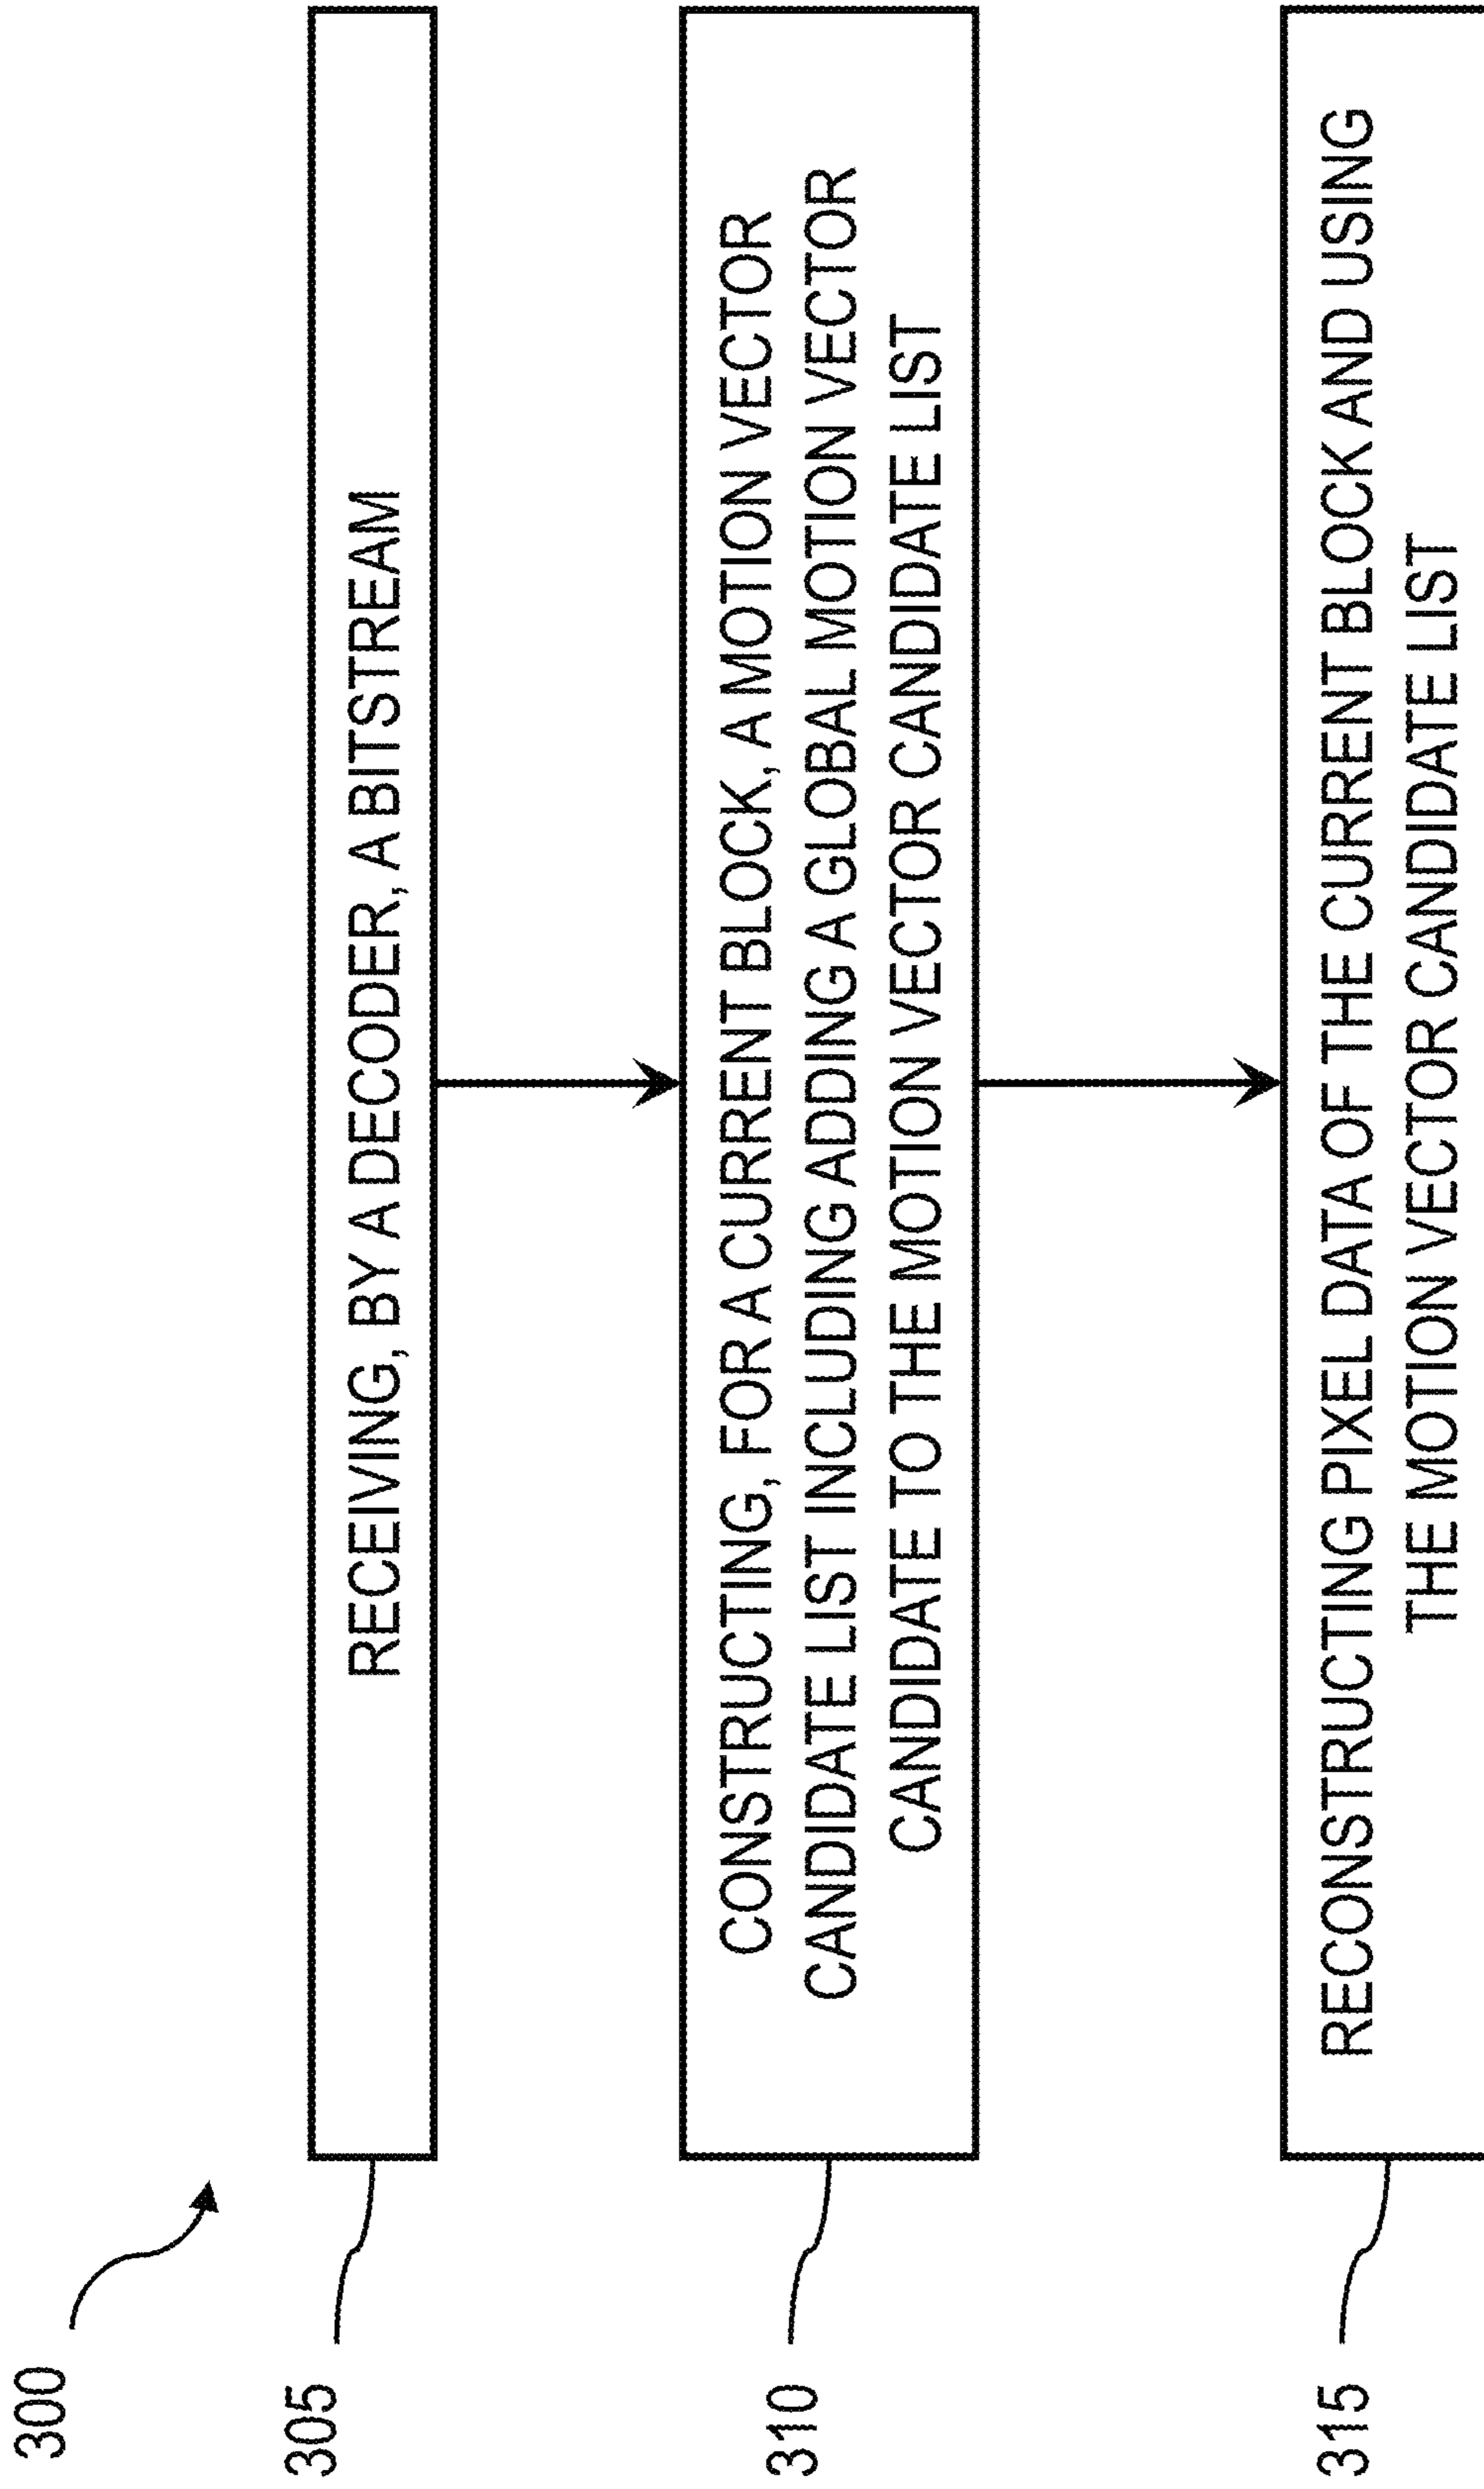 300
305
RECEIVING, BY A DECODER, A BITSTREAM
310
CONSTRUCTING, FOR A CURRENT BLOCK, A MOTION VECTOR
CANDIDATE LIST INCLUDING ADDING A GLOBAL MOTION VECTOR
CANDIDATE TO THE MOTION VECTOR CANDIDATE LIST
315
RECONSTRUCTING PIXEL DATA OF THE CURRENT BLOCK AND USING
THE MOTION VECTOR CANDIDATE LIST